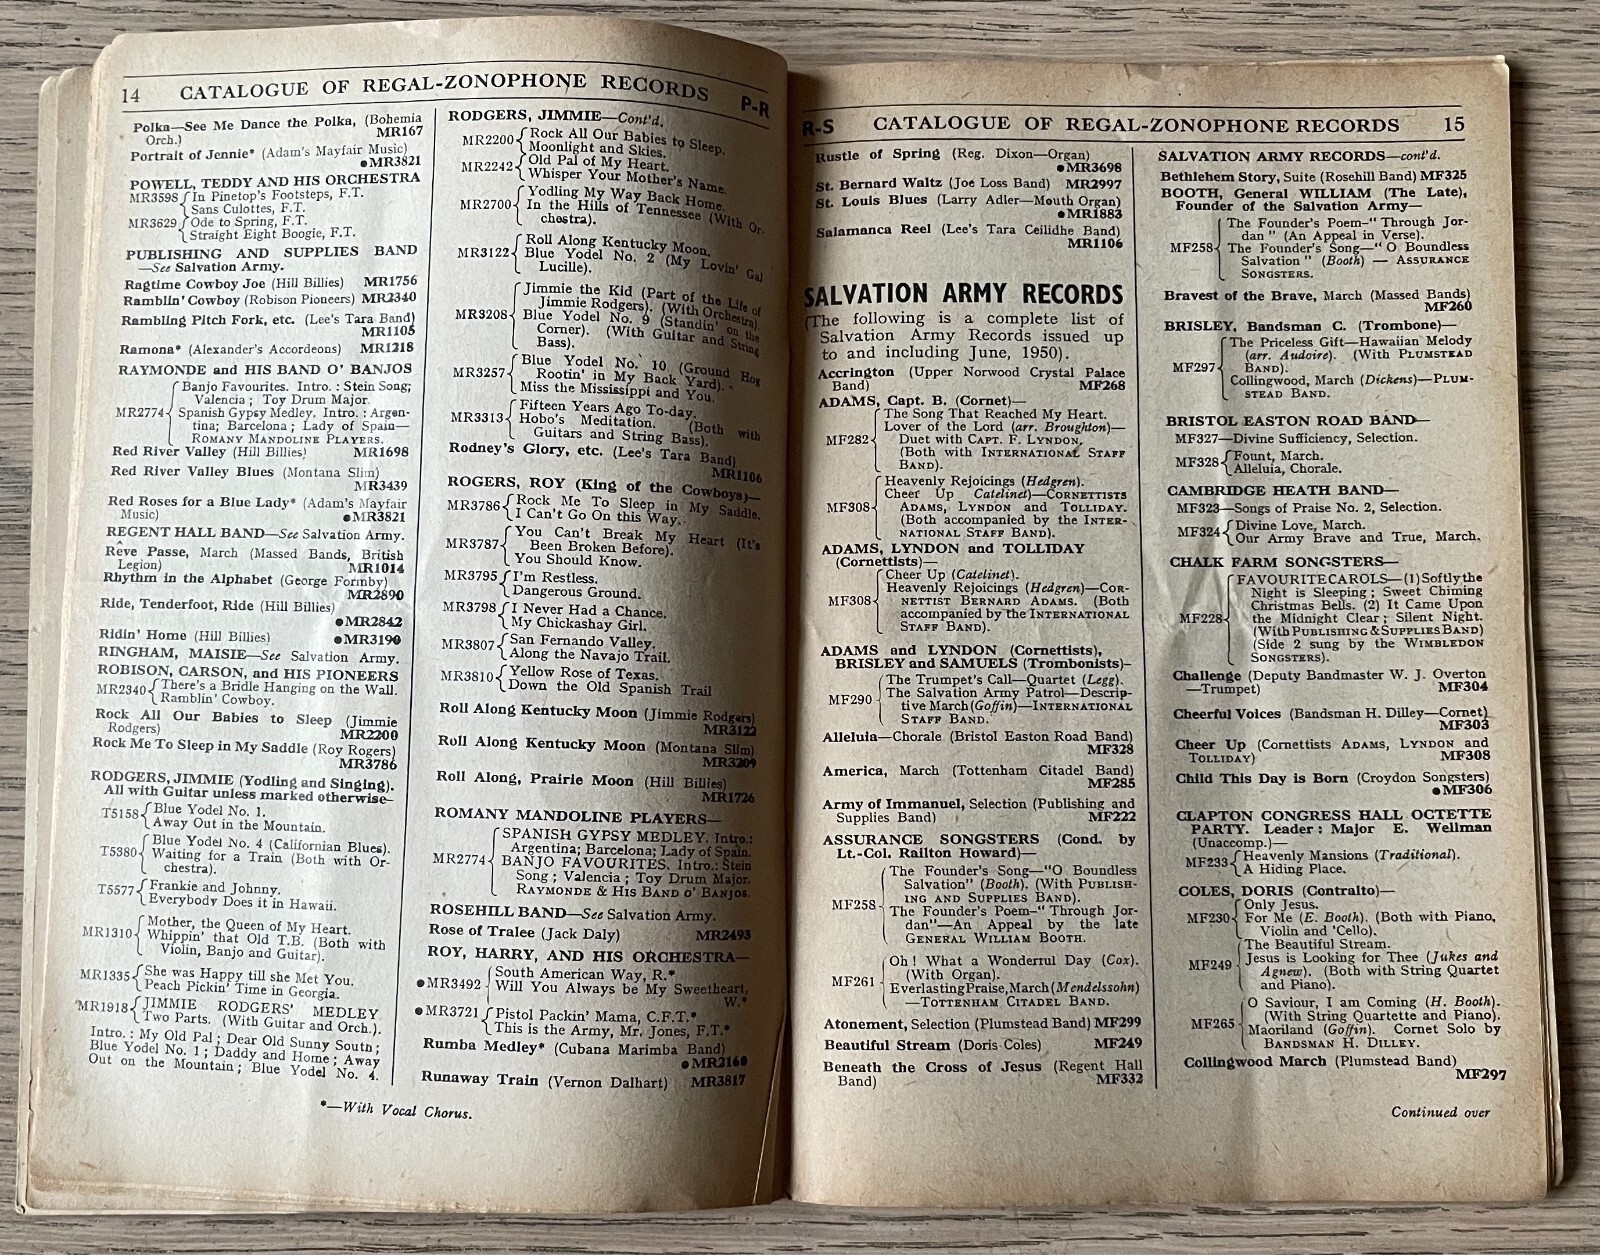 14 CATALOGUE OF REGAL-ZONOPHONE RECORDS P-R
Polka—See Me Dance the Polka, (Bohemia
Orch.) MR167
Portrait of Jennie* (Adam's Mayfair Music)
●MR3821
POWELL, TEDDY AND HIS ORCHESTRA
MR3598 { In Pinetop's Footsteps, F.T.
Sans Culottes, F.T.
MR3629 { Ode to Spring, F.T.
Straight Eight Boogie, F.T.
PUBLISHING AND SUPPLIES BAND
—See Salvation Army.
Ragtime Cowboy Joe (Hill Billies) MR1756
Ramblin' Cowboy (Robison Pioneers) MR2340
Rambling Pitch Fork, etc. (Lee's Tara Band)
MR1105
Ramona* (Alexander's Accordeons) MR1218
RAYMONDE and HIS BAND O' BANJOS
Banjo Favourites. Intro. : Stein Song;
Valencia ; Toy Drum Major.
MR2774 { Spanish Gypsy Medley. Intro. : Argen-
tina; Barcelona ; Lady of Spain—
ROMANY MANDOLINE PLAYERS.
Red River Valley (Hill Billies) MR1698
Red River Valley Blues (Montana Slim)
MR3439
Red Roses for a Blue Lady* (Adam's Mayfair
Music) ●MR3821
REGENT HALL BAND—See Salvation Army.
Rêve Passe, March (Massed Bands, British
Legion) MR1014
Rhythm in the Alphabet (George Formby)
MR2890
Ride, Tenderfoot, Ride (Hill Billies)
●MR2842
Ridin' Home (Hill Billies) ●MR3190
RINGHAM, MAISIE—See Salvation Army.
ROBISON, CARSON, and HIS PIONEERS
MR2340 { There's a Bridle Hanging on the Wall.
Ramblin' Cowboy.
Rock All Our Babies to Sleep (Jimmie
Rodgers) MR2200
Rock Me To Sleep in My Saddle (Roy Rogers)
MR3786
RODGERS, JIMMIE (Yodling and Singing).
All with Guitar unless marked otherwise—
T5158 { Blue Yodel No. 1.
Away Out in the Mountain.
Blue Yodel No. 4 (Californian Blues).
T5380 { Waiting for a Train (Both with Or-
chestra).
T5577 { Frankie and Johnny.
Everybody Does it in Hawaii.
Mother, the Queen of My Heart.
MR1310 { Whippin' that Old T.B. (Both with
Violin, Banjo and Guitar).
MR1335 { She was Happy till she Met You.
Peach Pickin' Time in Georgia.
MR1918 { JIMMIE RODGERS' MEDLEY
Two Parts. (With Guitar and Orch.).
Intro. : My Old Pal ; Dear Old Sunny South ;
Blue Yodel No. 1 ; Daddy and Home ; Away
Out on the Mountain ; Blue Yodel No. 4.
RODGERS, JIMMIE—Cont'd.
MR2200 { Rock All Our Babies to Sleep.
Moonlight and Skies.
MR2242 { Old Pal of My Heart.
Whisper Your Mother's Name.
Yodling My Way Back Home.
MR2700 { In the Hills of Tennessee (With Or-
chestra).
Roll Along Kentucky Moon.
MR3122 { Blue Yodel No. 2 (My Lovin' Gal
Lucille).
Jimmie the Kid (Part of the Life of
Jimmie Rodgers). (With Orchestra).
MR3208 { Blue Yodel No. 9 (Standin' on the
Corner). (With Guitar and String
Bass).
Blue Yodel No. 10 (Ground Hog
MR3257 { Rootin' in My Back Yard).
Miss the Mississippi and You.
Fifteen Years Ago To-day.
MR3313 { Hobo's Meditation. (Both with
Guitars and String Bass).
Rodney's Glory, etc. (Lee's Tara Band)
MR1106
ROGERS, ROY (King of the Cowboys)—
MR3786 { Rock Me To Sleep in My Saddle.
I Can't Go On this Way.
You Can't Break My Heart (It's
MR3787 { Been Broken Before).
You Should Know.
MR3795 { I'm Restless.
Dangerous Ground.
MR3798 { I Never Had a Chance.
My Chickashay Girl.
MR3807 { San Fernando Valley.
Along the Navajo Trail.
MR3810 { Yellow Rose of Texas.
Down the Old Spanish Trail
Roll Along Kentucky Moon (Jimmie Rodgers)
MR3122
Roll Along Kentucky Moon (Montana Slim)
MR3209
Roll Along, Prairie Moon (Hill Billies)
MR1726
ROMANY MANDOLINE PLAYERS—
SPANISH GYPSY MEDLEY. Intro.:
Argentina; Barcelona; Lady of Spain.
MR2774 { BANJO FAVOURITES. Intro.: Stein
Song ; Valencia ; Toy Drum Major.
RAYMONDE & HIS BAND O' BANJOS.
ROSEHILL BAND—See Salvation Army.
Rose of Tralee (Jack Daly) MR2493
ROY, HARRY, AND HIS ORCHESTRA—
South American Way, R.*
●MR3492 { Will You Always be My Sweetheart,
W.*
●MR3721 { Pistol Packin' Mama, C.F.T.*
This is the Army, Mr. Jones, F.T.*
Rumba Medley* (Cubana Marimba Band)
●MR2160
Runaway Train (Vernon Dalhart) MR3817
*—With Vocal Chorus.
R-S CATALOGUE OF REGAL-ZONOPHONE RECORDS 15
Rustle of Spring (Reg. Dixon—Organ)
●MR3698
St. Bernard Waltz (Joe Loss Band) MR2997
St. Louis Blues (Larry Adler—Mouth Organ)
●MR1883
Salamanca Reel (Lee's Tara Ceilidhe Band)
MR1106
SALVATION ARMY RECORDS
(The following is a complete list of
Salvation Army Records issued up
to and including June, 1950).
Accrington (Upper Norwood Crystal Palace
Band) MF268
ADAMS, Capt. B. (Cornet)—
The Song That Reached My Heart.
Lover of the Lord (arr. Broughton)—
MF282 { Duet with CAPT. F. LYNDON.
(Both with INTERNATIONAL STAFF
BAND).
Heavenly Rejoicings (Hedgren).
Cheer Up Catelinet)—CORNETTISTS
MF308 { ADAMS, LYNDON and TOLLIDAY.
(Both accompanied by the INTER-
NATIONAL STAFF BAND).
ADAMS, LYNDON and TOLLIDAY
(Cornettists)—
Cheer Up (Catelinet).
Heavenly Rejoicings (Hedgren)—COR-
MF308 { NETTIST BERNARD ADAMS. (Both
accompanied by the INTERNATIONAL
STAFF BAND).
ADAMS and LYNDON (Cornettists),
BRISLEY and SAMUELS (Trombonists)—
The Trumpet's Call—Quartet (Legg).
MF290 { The Salvation Army Patrol—Descrip-
tive March (Goffin)—INTERNATIONAL
STAFF BAND.
Alleluia—Chorale (Bristol Easton Road Band)
MF328
America, March (Tottenham Citadel Band)
MF285
Army of Immanuel, Selection (Publishing and
Supplies Band) MF222
ASSURANCE SONGSTERS (Cond. by
Lt.-Col. Railton Howard)—
The Founder's Song—"O Boundless
Salvation" (Booth). (With PUBLISH-
ING AND SUPPLIES BAND).
MF258 { The Founder's Poem—"Through Jor-
dan"—An Appeal by the late
GENERAL WILLIAM BOOTH.
Oh ! What a Wonderful Day (Cox).
(With Organ).
MF261 { Everlasting Praise, March (Mendelssohn)
—TOTTENHAM CITADEL BAND.
Atonement, Selection (Plumstead Band) MF299
Beautiful Stream (Doris Coles) MF249
Beneath the Cross of Jesus (Regent Hall
Band) MF332
SALVATION ARMY RECORDS—cont'd.
Bethlehem Story, Suite (Rosehill Band) MF325
BOOTH, General WILLIAM (The Late),
Founder of the Salvation Army—
The Founder's Poem—"Through Jor-
dan" (An Appeal in Verse).
MF258 { The Founder's Song—"O Boundless
Salvation" (Booth) — ASSURANCE
SONGSTERS.
Bravest of the Brave, March (Massed Bands)
MF260
BRISLEY, Bandsman C. (Trombone)—
The Priceless Gift—Hawaiian Melody
(arr. Audoire). (With PLUMSTEAD
MF297 { BAND).
Collingwood, March (Dickens)—PLUM-
STEAD BAND.
BRISTOL EASTON ROAD BAND—
MF327—Divine Sufficiency, Selection.
MF328 { Fount, March.
Alleluia, Chorale.
CAMBRIDGE HEATH BAND—
MF323—Songs of Praise No. 2, Selection.
MF324 { Divine Love, March.
Our Army Brave and True, March.
CHALK FARM SONGSTERS—
FAVOURITE CAROLS—(1) Softly the
Night is Sleeping ; Sweet Chiming
Christmas Bells. (2) It Came Upon
MF228 { the Midnight Clear ; Silent Night.
(With PUBLISHING & SUPPLIES BAND)
(Side 2 sung by the WIMBLEDON
SONGSTERS).
Challenge (Deputy Bandmaster W. J. Overton
—Trumpet) MF304
Cheerful Voices (Bandsman H. Dilley—Cornet)
MF303
Cheer Up (Cornettists ADAMS, LYNDON and
TOLLIDAY) MF308
Child This Day is Born (Croydon Songsters)
●MF306
CLAPTON CONGRESS HALL OCTETTE
PARTY. Leader : Major E. Wellman
(Unaccomp.)—
MF233 { Heavenly Mansions (Traditional).
A Hiding Place.
COLES, DORIS (Contralto)—
Only Jesus.
MF230 { For Me (E. Booth). (Both with Piano,
Violin and 'Cello).
The Beautiful Stream.
MF249 { Jesus is Looking for Thee (Jukes and
Agnew). (Both with String Quartet
and Piano).
O Saviour, I am Coming (H. Booth).
(With String Quartette and Piano).
MF265 { Maoriland (Goffin). Cornet Solo by
BANDSMAN H. DILLEY.
Collingwood March (Plumstead Band)
MF297
Continued over